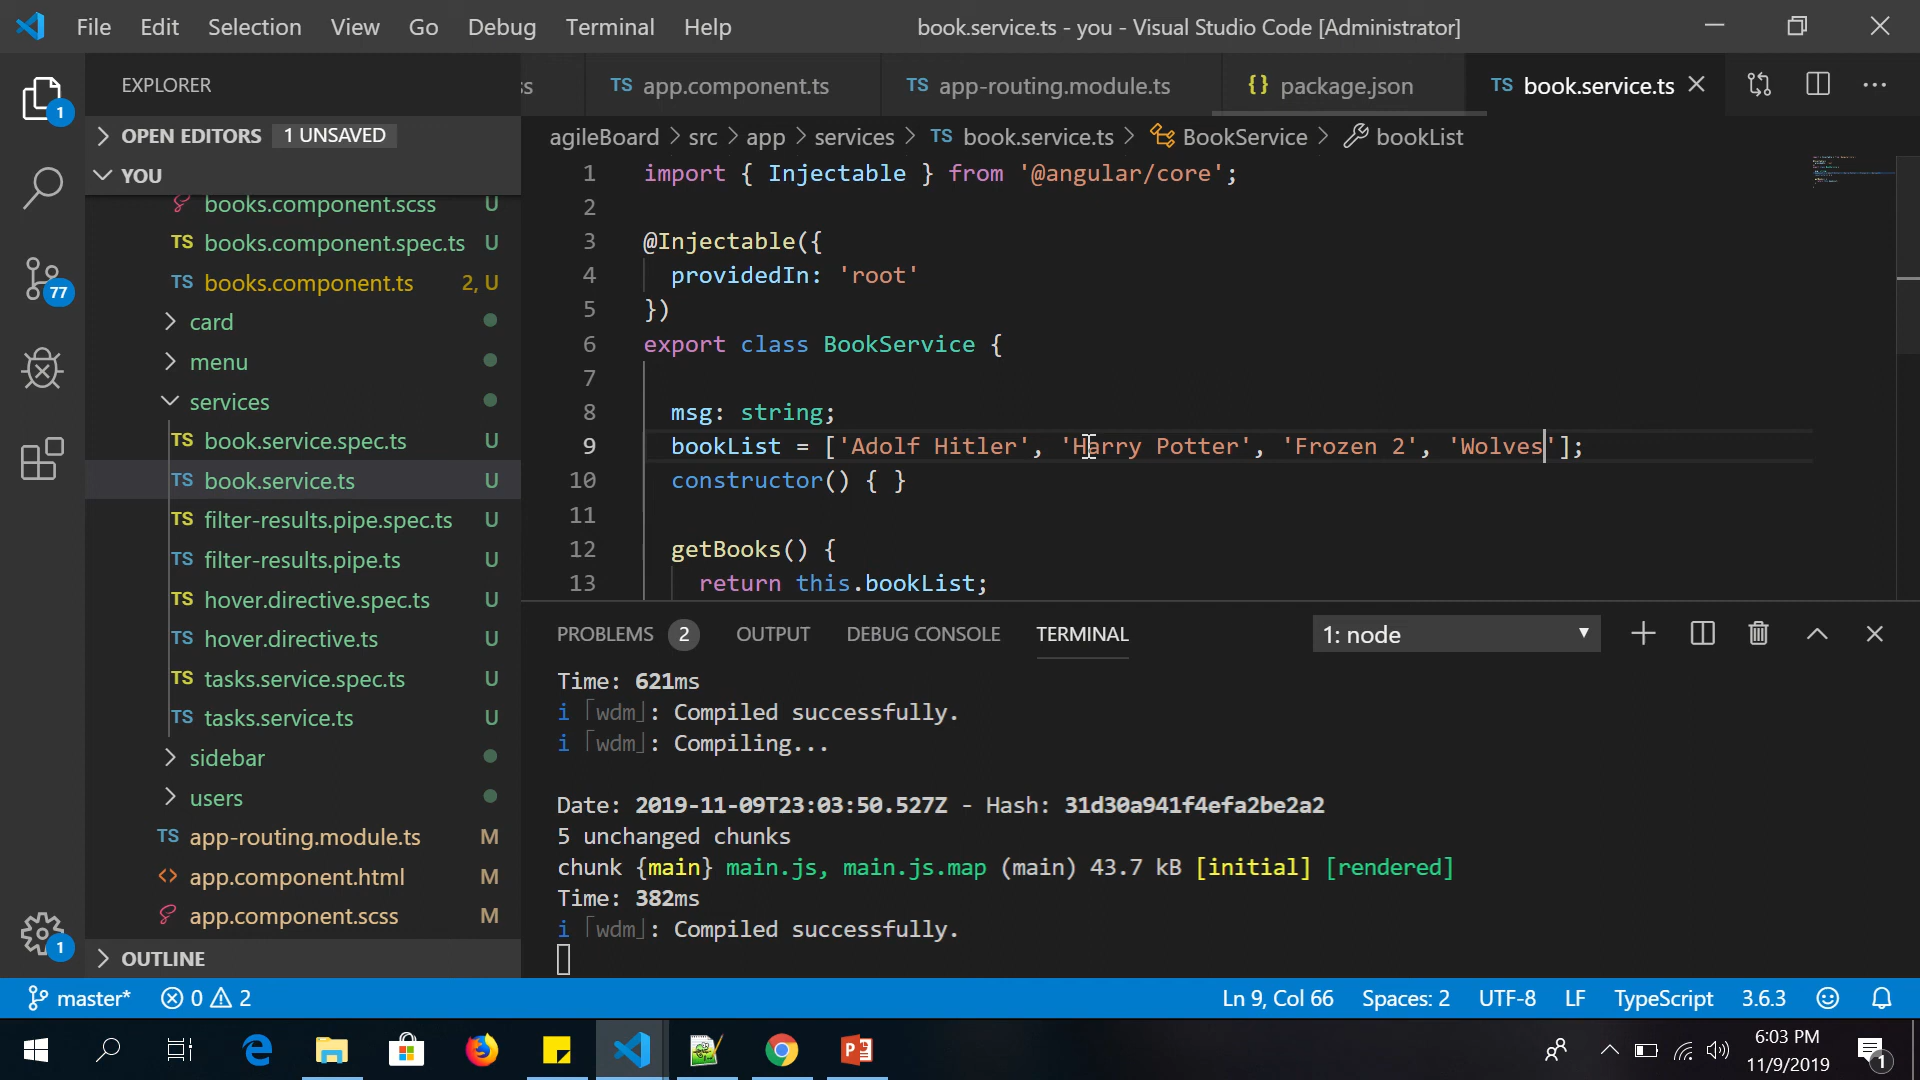 File Edit Selection View Go Debug Terminal Help
book.service.ts - you - Visual Studio Code [Administrator]
EXPLORER
ss
TS app.component.ts
TS app-routing.module.ts
{} package.json
TS book.service.ts
1
OPEN EDITORS 1 UNSAVED
YOU
books.component.scss U
TS books.component.spec.ts U
TS books.component.ts 2, U
card
menu
services
TS book.service.spec.ts U
TS book.service.ts U
TS filter-results.pipe.spec.ts U
TS filter-results.pipe.ts U
TS hover.directive.spec.ts U
TS hover.directive.ts U
TS tasks.service.spec.ts U
TS tasks.service.ts U
sidebar
users
TS app-routing.module.ts M
<> app.component.html M
app.component.scss M
OUTLINE
77
1
agileBoard > src > app > services > TS book.service.ts > BookService > bookList
1 import { Injectable } from '@angular/core';
2
3 @Injectable({
4 providedIn: 'root'
5 })
6 export class BookService {
7
8 msg: string;
9 bookList = ['Adolf Hitler', 'Harry Potter', 'Frozen 2', 'Wolves'];
10 constructor() { }
11
12 getBooks() {
13 return this.bookList;
PROBLEMS 2 OUTPUT DEBUG CONSOLE TERMINAL 1: node
Time: 621ms
i ｢wdm｣: Compiled successfully.
i ｢wdm｣: Compiling...
Date: 2019-11-09T23:03:50.527Z - Hash: 31d30a941f4efa2be2a2
5 unchanged chunks
chunk {main} main.js, main.js.map (main) 43.7 kB [initial] [rendered]
Time: 382ms
i ｢wdm｣: Compiled successfully.
master* 0 2
Ln 9, Col 66 Spaces: 2 UTF-8 LF TypeScript 3.6.3
6:03 PM
11/9/2019
1